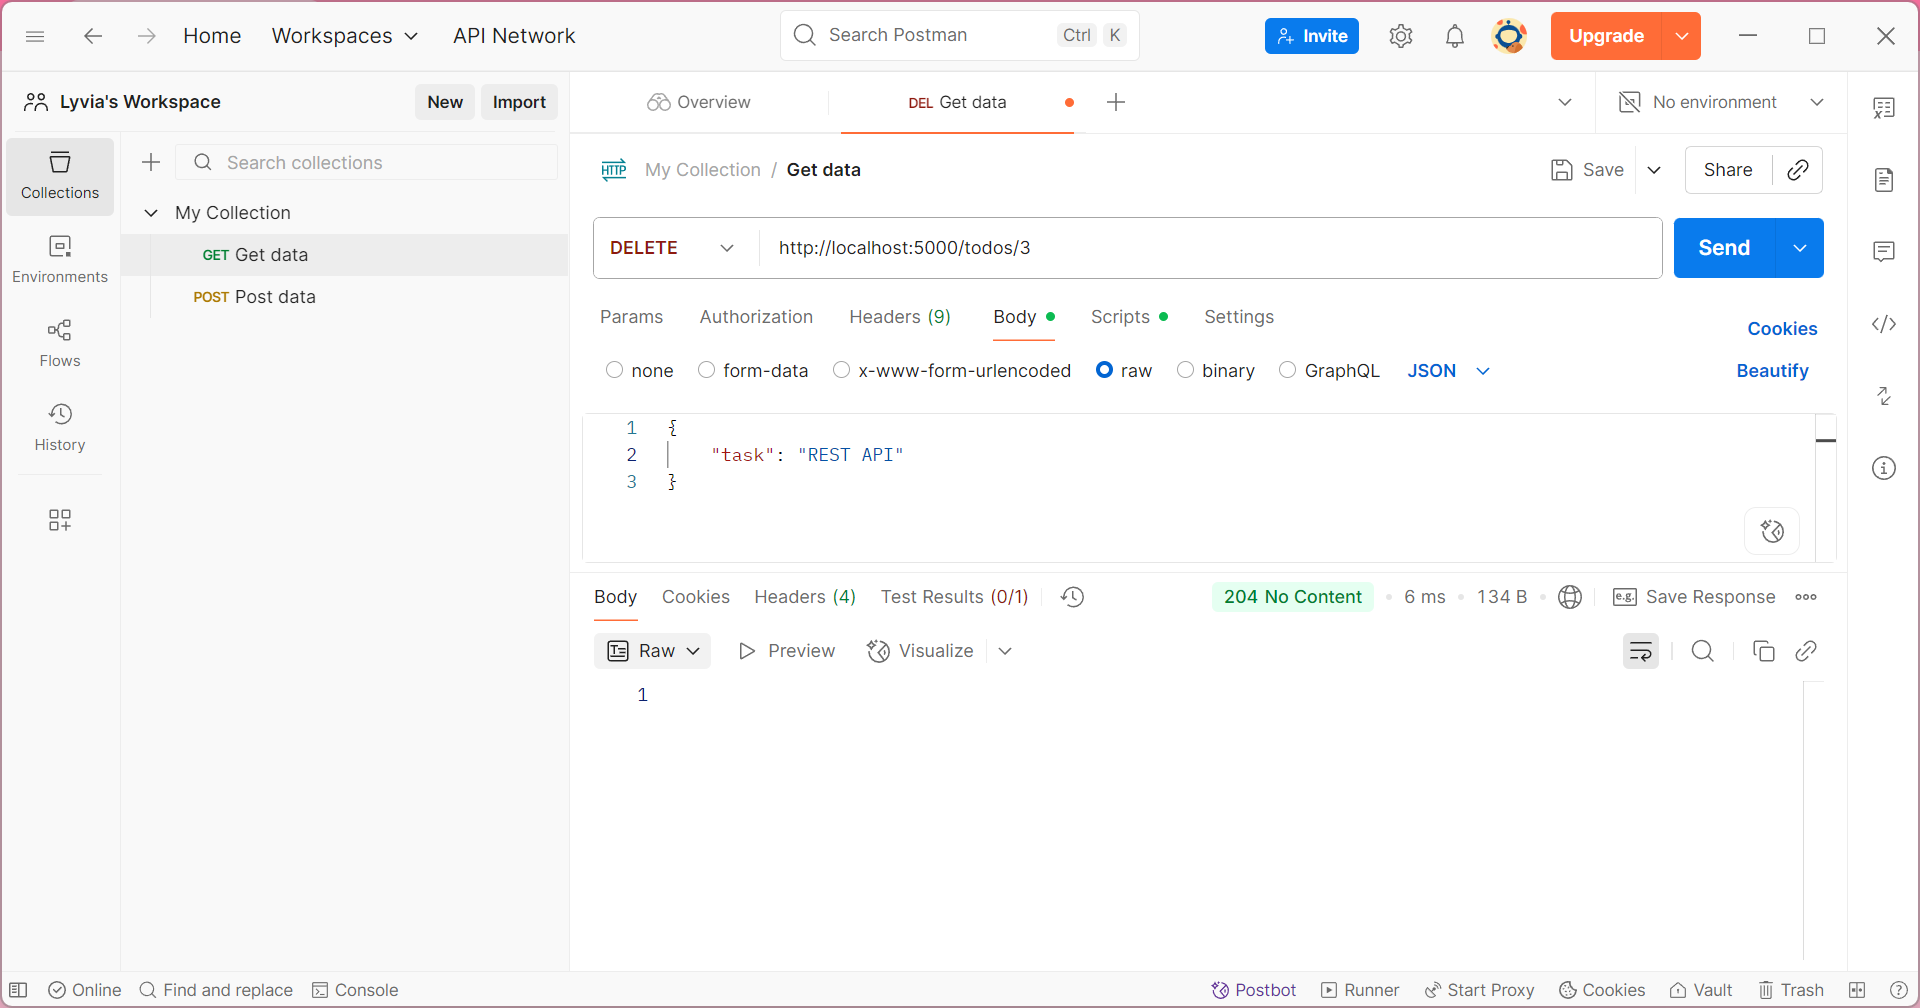 Home Workspaces API Network Search Postman Ctrl K Invite Upgrade
Lyvia's Workspace New Import Overview DEL Get data No environment
Collections
Environments
Flows
History
Search collections
My Collection
GET Get data
POST Post data
HTTP My Collection / Get data Save Share
DELETE http://localhost:5000/todos/3 Send
Params Authorization Headers (9) Body Scripts Settings Cookies
none form-data x-www-form-urlencoded raw binary GraphQL JSON Beautify
1 {
2 "task": "REST API"
3 }
Body Cookies Headers (4) Test Results (0/1) 204 No Content • 6 ms • 134 B • e.g. Save Response
Raw Preview Visualize
1
Online Find and replace Console Postbot Runner Start Proxy Cookies Vault Trash